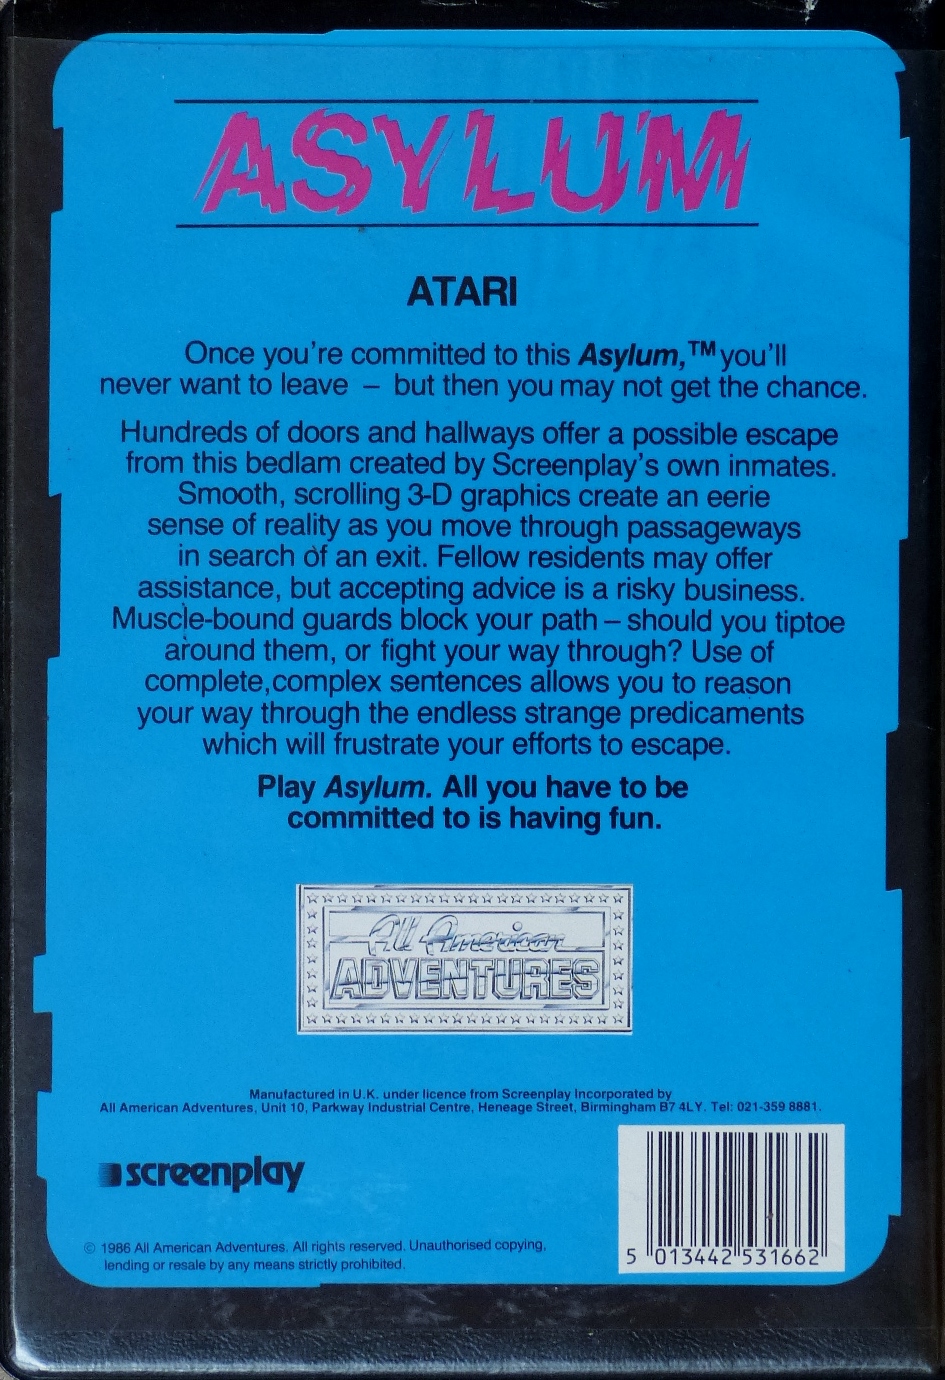 ASYLUM
ATARI
Once you're committed to this Asylum,™ you'll
never want to leave – but then you may not get the chance.
Hundreds of doors and hallways offer a possible escape
from this bedlam created by Screenplay's own inmates.
Smooth, scrolling 3-D graphics create an eerie
sense of reality as you move through passageways
in search of an exit. Fellow residents may offer
assistance, but accepting advice is a risky business.
Muscle-bound guards block your path – should you tiptoe
around them, or fight your way through? Use of
complete, complex sentences allows you to reason
your way through the endless strange predicaments
which will frustrate your efforts to escape.
Play Asylum. All you have to be
committed to is having fun.
All American
ADVENTURES
Manufactured in U.K. under licence from Screenplay Incorporated by
All American Adventures, Unit 10, Parkway Industrial Centre, Heneage Street, Birmingham B7 4LY. Tel: 021-359 8881.
screenplay
© 1986 All American Adventures. All rights reserved. Unauthorised copying,
lending or resale by any means strictly prohibited.
5 013442 531662